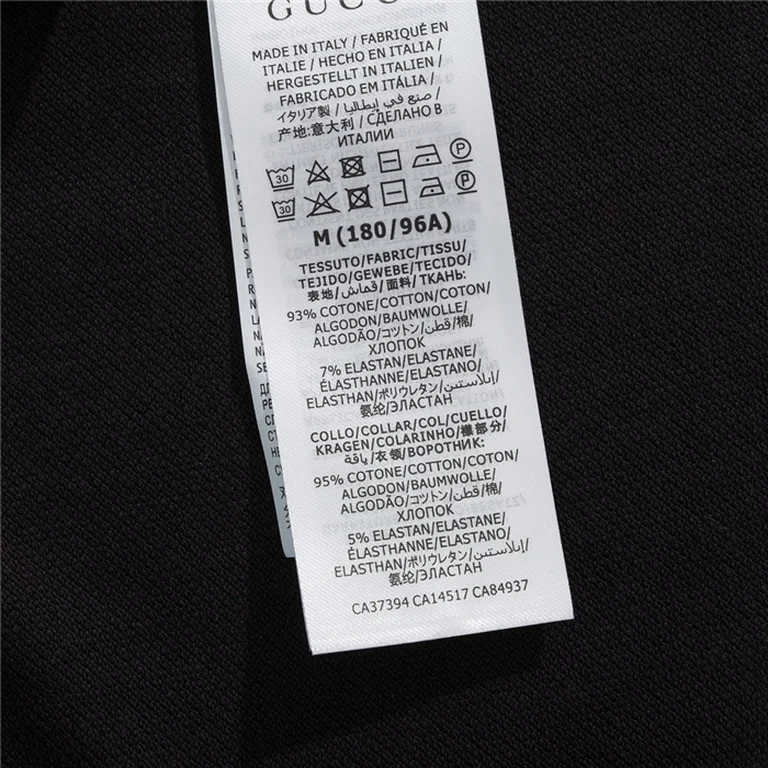 GUCCI
MADE IN ITALY / FABRIQUÉ EN
ITALIE / HECHO EN ITALIA /
HERGESTELLT IN ITALIEN /
FABRICADO EM ITÁLIA /
イタリア製 / صنع في إيطاليا /
产地:意大利 / СДЕЛАНО В
ИТАЛИИ
30 P
30 P
M (180/96A)
TESSUTO/FABRIC/TISSU/
TEJIDO/GEWEBE/TECIDO/
表地/قماش/面料/ТКАНЬ:
93% COTONE/COTTON/COTON/
ALGODON/BAUMWOLLE/
ALGODÃO/コットン/قطن/棉/
ХЛОПОК
7% ELASTAN/ELASTANE/
ÉLASTHANNE/ELASTANO/
ELASTHAN/ポリウレタン/إيلاستين/
氨纶/ЭЛАСТАН
COLLO/COLLAR/COL/CUELLO/
KRAGEN/COLARINHO/襟部分/
ياقة/衣领/ВОРОТНИК:
95% COTONE/COTTON/COTON/
ALGODON/BAUMWOLLE/
ALGODÃO/コットン/قطن/棉/
ХЛОПОК
5% ELASTAN/ELASTANE/
ÉLASTHANNE/ELASTANO/
ELASTHAN/ポリウレタン/إيلاستين/
氨纶/ЭЛАСТАН
CA37394 CA14517 CA84937